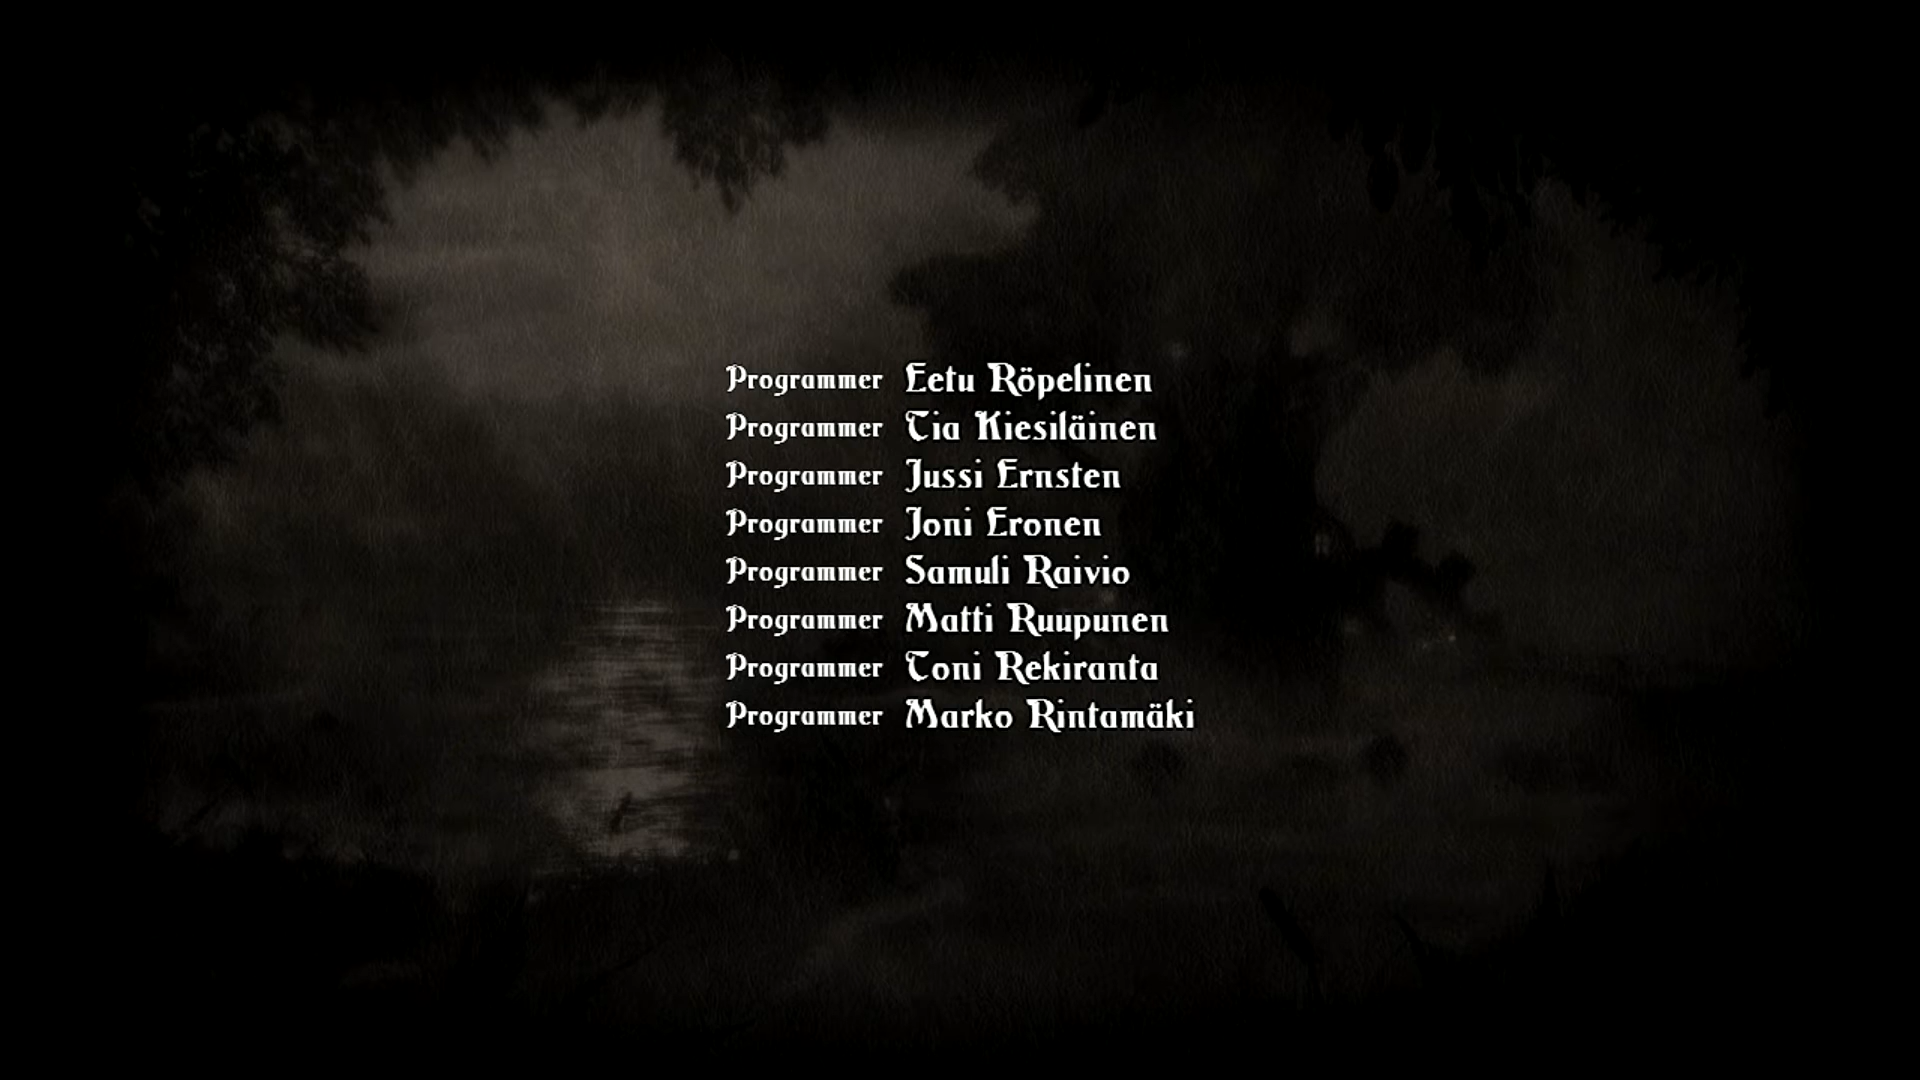 Programmer Eetu Röpelinen
Programmer Tia Kiesiläinen
Programmer Jussi Ernsten
Programmer Joni Eronen
Programmer Samuli Raivio
Programmer Matti Ruupunen
Programmer Toni Rekiranta
Programmer Marko Rintamäki